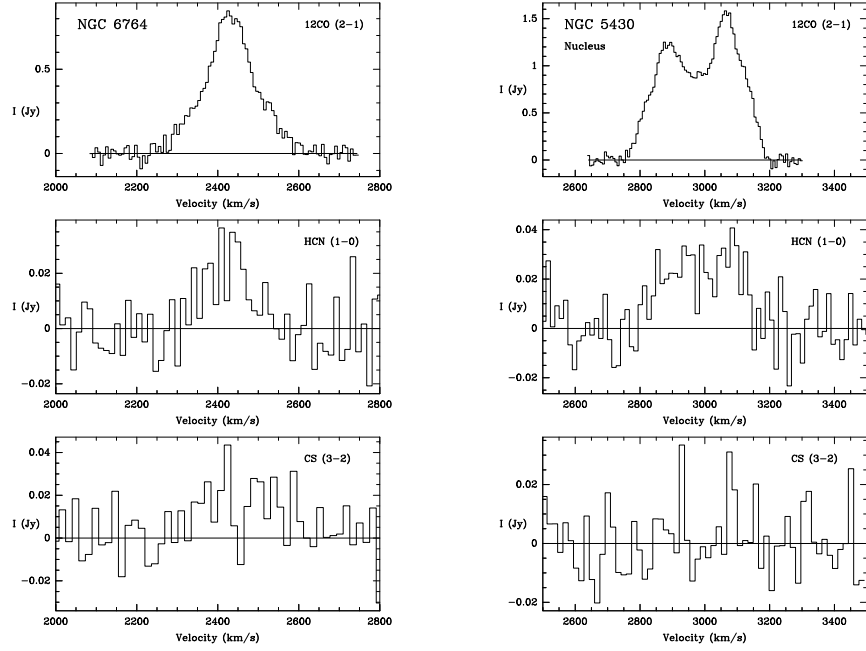 NGC 6764 12CO (2-1)
0.5
I (Jy)
0
2000 2200 2400 2600 2800
Velocity (km/s)
NGC 5430 12CO (2-1)
Nucleus
1.5
1
I (Jy)
0.5
0
2600 2800 3000 3200 3400
Velocity (km/s)
HCN (1-0)
0.02
I (Jy)
0
-0.02
2000 2200 2400 2600 2800
Velocity (km/s)
HCN (1-0)
0.04
0.02
I (Jy)
0
-0.02
2600 2800 3000 3200 3400
Velocity (km/s)
CS (3-2)
0.04
0.02
I (Jy)
0
-0.02
2000 2200 2400 2600 2800
Velocity (km/s)
CS (3-2)
0.02
I (Jy)
0
-0.02
2600 2800 3000 3200 3400
Velocity (km/s)